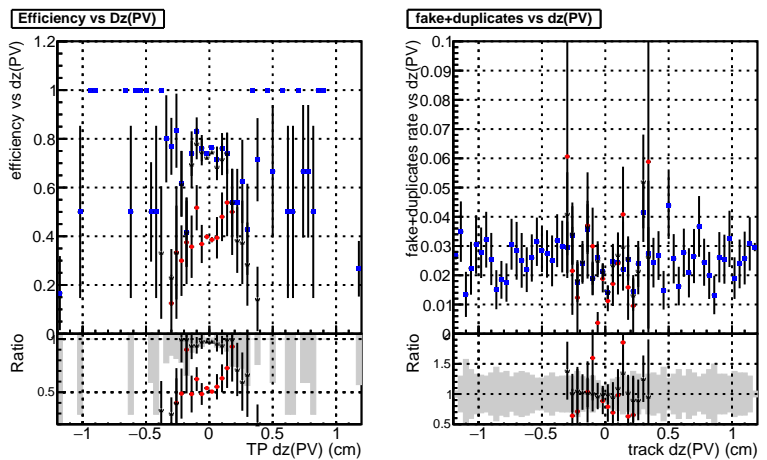 Efficiency vs Dz(PV)
efficiency vs dz(PV)
1.2
1
0.8
0.6
0.4
0.2
0
Ratio
1
0.5
−1 −0.5 0 0.5 1
TP dz(PV) (cm)
fake+duplicates vs dz(PV)
fake+duplicates rate vs dz(PV)
0.1
0.09
0.08
0.07
0.06
0.05
0.04
0.03
0.02
0.01
0
Ratio
2
1.5
1
0.5
−1 −0.5 0 0.5 1
track dz(PV) (cm)